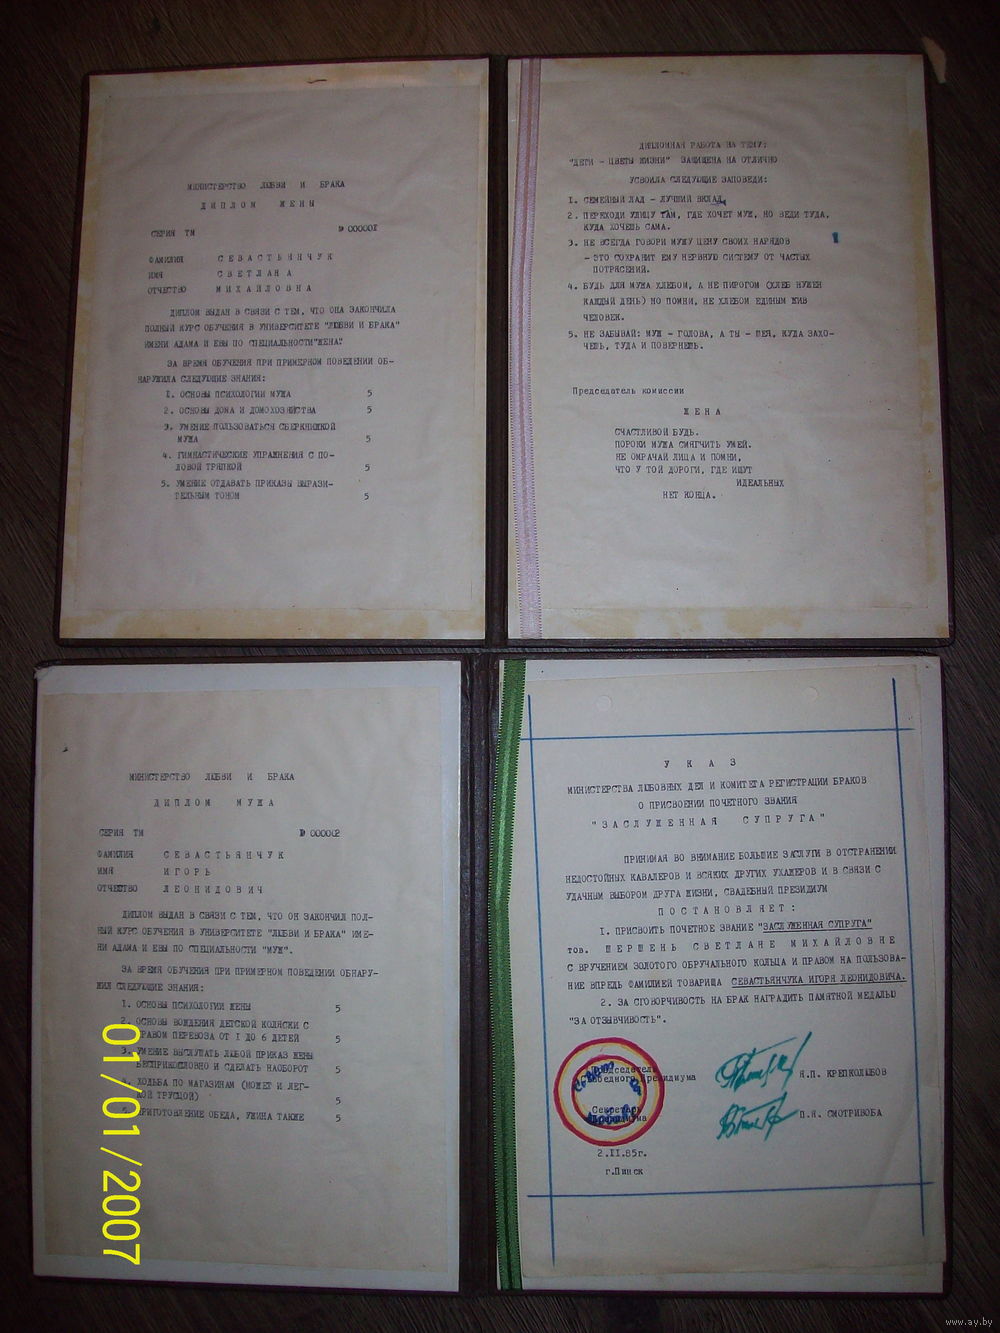 МИНИСТЕРСТВО ЛЮБВИ И БРАКА
ДИПЛОМ ЖЕНЫ
СЕРИЯ ТМ № 000001
ФАМИЛИЯ СЕВАСТЬЯНЧУК
ИМЯ СВЕТЛАНА
ОТЧЕСТВО МИХАЙЛОВНА
ДИПЛОМ ВЫДАН В СВЯЗИ С ТЕМ, ЧТО ОНА ЗАКОНЧИЛА
ПОЛНЫЙ КУРС ОБУЧЕНИЯ В УНИВЕРСИТЕТЕ "ЛЮБВИ И БРАКА"
ИМЕНИ АДАМА И ЕВЫ ПО СПЕЦИАЛЬНОСТИ "ЖЕНА".
ЗА ВРЕМЯ ОБУЧЕНИЯ ПРИ ПРИМЕРНОМ ПОВЕДЕНИИ ОБ-
НАРУЖИЛА СЛЕДУЮЩИЕ ЗНАНИЯ:
1. ОСНОВЫ ПСИХОЛОГИИ МУЖА 5
2. ОСНОВЫ ДОМА И ДОМОХОЗЯЙСТВА 5
3. УМЕНИЕ ПОЛЬЗОВАТЬСЯ СБЕРКНИЖКОЙ
МУЖА 5
4. ГИМНАСТИЧЕСКИЕ УПРАЖНЕНИЯ С ПО-
ЛОВОЙ ТРЯПКОЙ 5
5. УМЕНИЕ ОТДАВАТЬ ПРИКАЗЫ ВЫРАЗИ-
ТЕЛЬНЫМ ТОНОМ 5
ДИПЛОМНАЯ РАБОТА НА ТЕМУ:
"ДЕТИ - ЦВЕТЫ ЖИЗНИ" ЗАЩИЩЕНА НА ОТЛИЧНО
УСВОИЛА СЛЕДУЮЩИЕ ЗАПОВЕДИ:
I. СЕМЕЙНЫЙ ЛАД - ЛУЧШИЙ ВКЛАД.
2. ПЕРЕХОДИ УЛИЦУ ТАМ, ГДЕ ХОЧЕТ МУЖ, НО ВЕДИ ТУДА,
КУДА ХОЧЕШЬ САМА.
3. НЕ ВСЕГДА ГОВОРИ МУЖУ ЦЕНУ СВОИХ НАРЯДОВ
- ЭТО СОХРАНИТ ЕМУ НЕРВНУЮ СИСТЕМУ ОТ ЧАСТЫХ
ПОТРЯСЕНИЙ.
4. БУДЬ ДЛЯ МУЖА ХЛЕБОМ, А НЕ ПИРОГОМ (ХЛЕБ НУЖЕН
КАЖДЫЙ ДЕНЬ) НО ПОМНИ, НЕ ХЛЕБОМ ЕДИНЫМ ЖИВ
ЧЕЛОВЕК.
5. НЕ ЗАБЫВАЙ: МУЖ - ГОЛОВА, А ТЫ - ШЕЯ, КУДА ЗАХО-
ЧЕШЬ, ТУДА И ПОВЕРНЕШЬ.
Председатель комиссии
ЖЕНА
СЧАСТЛИВОЙ БУДЬ.
ПОРОКИ МУЖА СМЯГЧИТЬ УМЕЙ.
НЕ ОМРАЧАЙ ЛИЦА И ПОМНИ,
ЧТО У ТОЙ ДОРОГИ, ГДЕ ИЩУТ
ИДЕАЛЬНЫХ
НЕТ КОНЦА.
МИНИСТЕРСТВО ЛЮБВИ И БРАКА
ДИПЛОМ МУЖА
СЕРИЯ ТМ № 000002
ФАМИЛИЯ СЕВАСТЬЯНЧУК
ИМЯ ИГОРЬ
ОТЧЕСТВО ЛЕОНИДОВИЧ
ДИПЛОМ ВЫДАН В СВЯЗИ С ТЕМ, ЧТО ОН ЗАКОНЧИЛ ПОЛ-
НЫЙ КУРС ОБУЧЕНИЯ В УНИВЕРСИТЕТЕ "ЛЮБВИ И БРАКА" ИМЕ-
НИ АДАМА И ЕВЫ ПО СПЕЦИАЛЬНОСТИ "МУЖ".
ЗА ВРЕМЯ ОБУЧЕНИЯ ПРИ ПРИМЕРНОМ ПОВЕДЕНИИ ОБНАРУ-
ЖИЛ СЛЕДУЮЩИЕ ЗНАНИЯ:
1. ОСНОВЫ ПСИХОЛОГИИ ЖЕНЫ 5
2. ОСНОВЫ ВОЖДЕНИЯ ДЕТСКОЙ КОЛЯСКИ С
ПРАВОМ ПЕРЕВОЗА ОТ I ДО 6 ДЕТЕЙ 5
3. УМЕНИЕ ВЫСЛУШАТЬ ЛЮБОЙ ПРИКАЗ ЖЕНЫ
БЕСПРИКОСЛОВНО И СДЕЛАТЬ НАОБОРОТ 5
ХОДЬБА ПО МАГАЗИНАМ (МОЖЕТ И ЛЕГ-
КОЙ ТРУСЦОЙ) 5
ПРИГОТОВЛЕНИЕ ОБЕДА, УЖИНА ТАКЖЕ 5
01/01/2007
УКАЗ
МИНИСТЕРСТВА ЛЮБОВНЫХ ДЕЛ И КОМИТЕТА РЕГИСТРАЦИИ БРАКОВ
О ПРИСВОЕНИИ ПОЧЕТНОГО ЗВАНИЯ
"ЗАСЛУЖЕННАЯ СУПРУГА"
ПРИНИМАЯ ВО ВНИМАНИЕ БОЛЬШИЕ ЗАСЛУГИ В ОТСТРАНЕНИИ
НЕДОСТОЙНЫХ КАВАЛЕРОВ И ВСЯКИХ ДРУГИХ УХАЖЕРОВ И В СВЯЗИ С
УДАЧНЫМ ВЫБОРОМ ДРУГА ЖИЗНИ, СВАДЕБНЫЙ ПРЕЗИДИУМ
ПОСТАНОВЛЯЕТ:
I. ПРИСВОИТЬ ПОЧЕТНОЕ ЗВАНИЕ "ЗАСЛУЖЕННАЯ СУПРУГА"
тов. ШЕРШЕНЬ СВЕТЛАНЕ МИХАЙЛОВНЕ
С ВРУЧЕНИЕМ ЗОЛОТОГО ОБРУЧАЛЬНОГО КОЛЬЦА И ПРАВОМ НА ПОЛЬЗОВА-
НИЕ ВПРЕДЬ ФАМИЛИЕЙ ТОВАРИЩА СЕВАСТЬЯНЧУКА ИГОРЯ ЛЕОНИДОВИЧА.
2. ЗА СГОВОРЧИВОСТЬ НА БРАК НАГРАДИТЬ ПАМЯТНОЙ МЕДАЛЬЮ
"ЗА ОТЗЫВЧИВОСТЬ".
Председатель
Свадебного Президиума Н.П. КРЕПКОЛЮБОВ
Секретарь
Президиума П.Я. СМОТРИВОБА
2.II.85г.
г.Пинск
www.ay.by